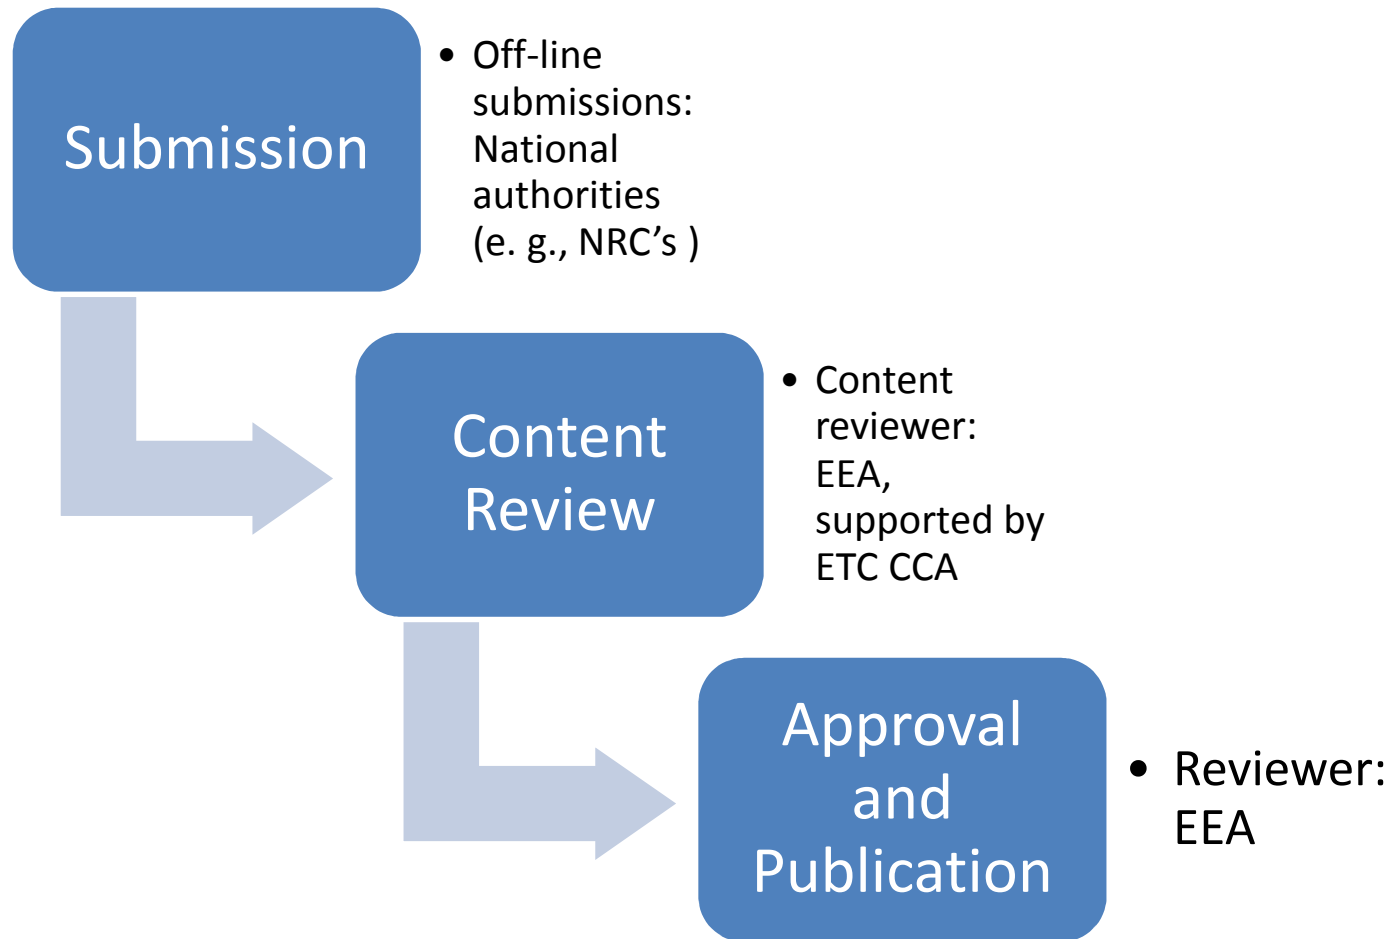 Submission
• Off-line
submissions:
National
authorities
(e. g., NRC’s )
Content
Review
• Content
reviewer:
EEA,
supported by
ETC CCA
Approval
and
Publication
• Reviewer:
EEA